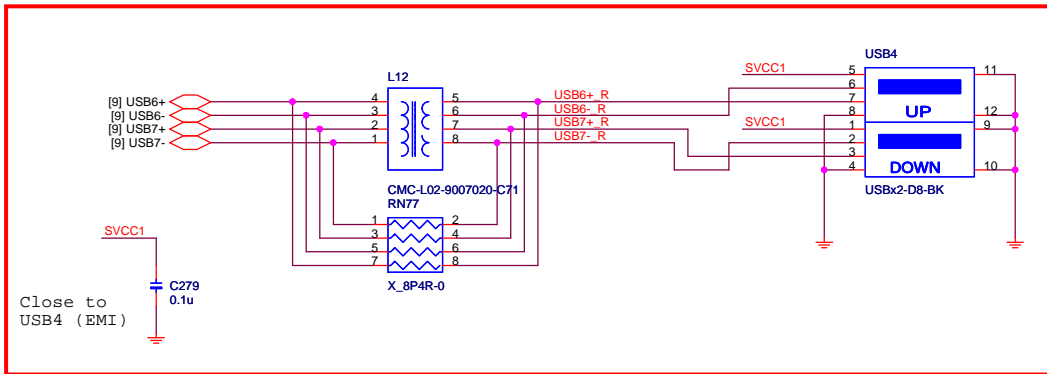 USB4
L12
SVCC1
5
11
6
[9] USB6+
4
5
USB6+_R
7
[9] USB6-
3
6
USB6-_R
8
UP
12
[9] USB7+
2
7
USB7+_R
SVCC1
1
9
[9] USB7-
1
8
USB7-_R
2
3
4
DOWN
10
CMC-L02-9007020-C71
USBx2-D8-BK
RN77
1
2
3
4
5
6
7
8
X_8P4R-0
SVCC1
C279
0.1u
Close to
USB4 (EMI)